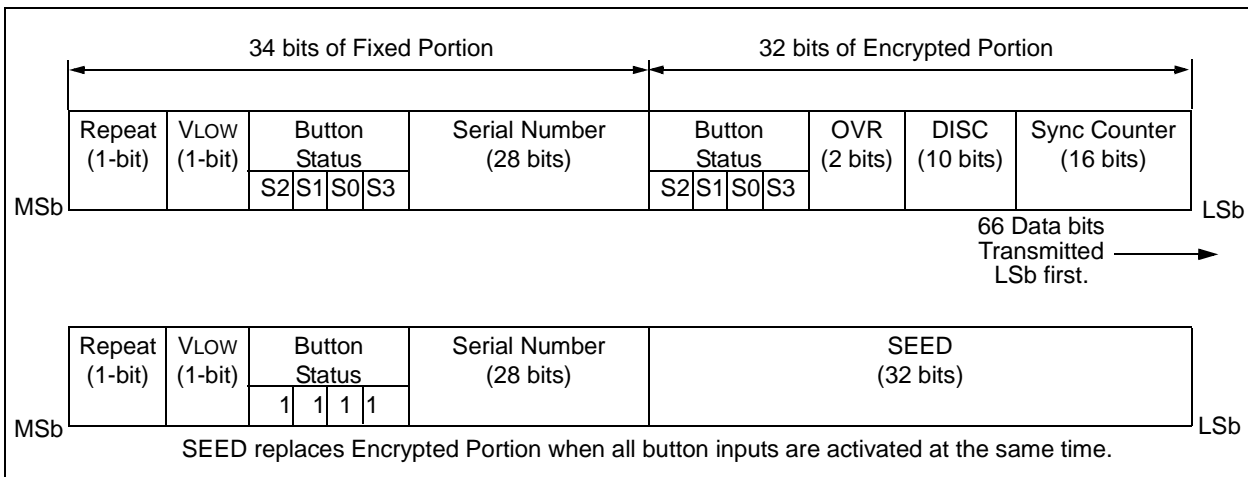 34 bits of Fixed Portion
32 bits of Encrypted Portion
Repeat
(1-bit)
VLOW
(1-bit)
Button
Status
S2 S1 S0 S3
Serial Number
(28 bits)
Button
Status
S2 S1 S0 S3
OVR
(2 bits)
DISC
(10 bits)
Sync Counter
(16 bits)
MSb
LSb
66 Data bits
Transmitted
LSb first.
Repeat
(1-bit)
VLOW
(1-bit)
Button
Status
1 1 1 1
Serial Number
(28 bits)
SEED
(32 bits)
MSb
LSb
SEED replaces Encrypted Portion when all button inputs are activated at the same time.